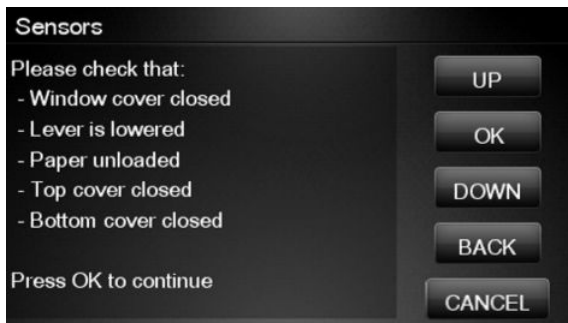 Sensors
Please check that:
- Window cover closed
- Lever is lowered
- Paper unloaded
- Top cover closed
- Bottom cover closed
Press OK to continue
UP
OK
DOWN
BACK
CANCEL